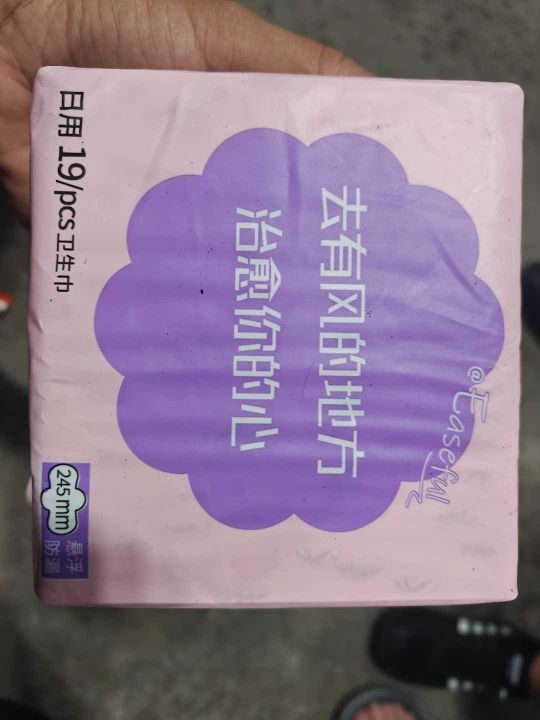 @Easeful
去有风的地方
治愈你的心
日用 19/pcs 卫生巾
245mm
悬浮
防漏